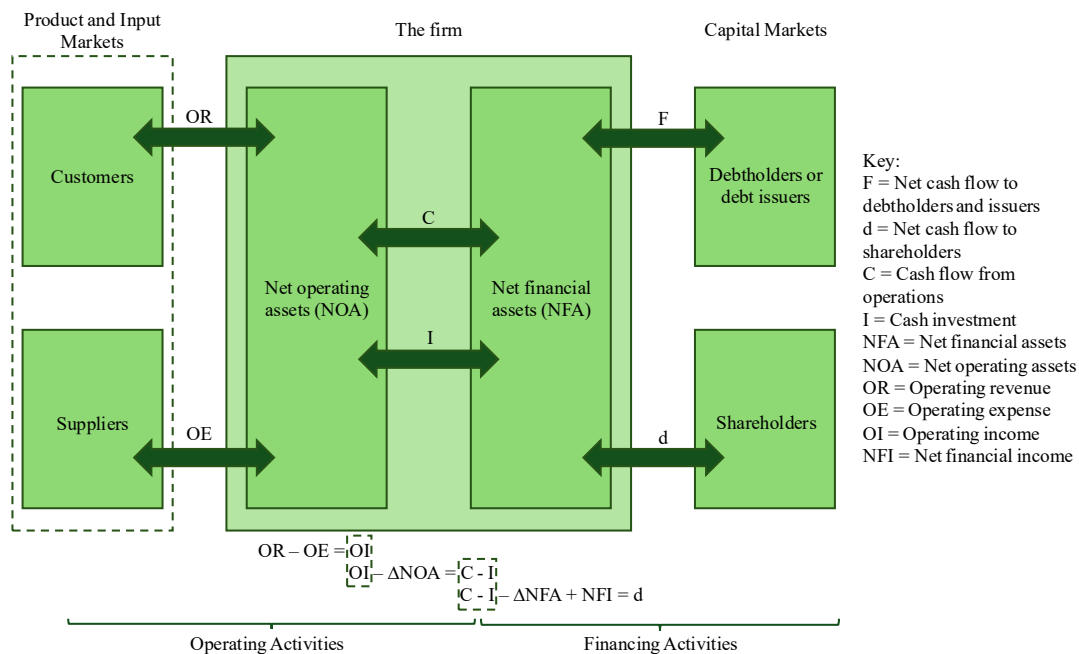 Product and Input
Markets
The firm
Capital Markets
OR
F
Customers
Debtholders or
debt issuers
C
Net operating
assets (NOA)
Net financial
assets (NFA)
I
Suppliers
OE
d
Shareholders
Key:
F = Net cash flow to
debtholders and issuers
d = Net cash flow to
shareholders
C = Cash flow from
operations
I = Cash investment
NFA = Net financial assets
NOA = Net operating assets
OR = Operating revenue
OE = Operating expense
OI = Operating income
NFI = Net financial income
OR – OE = OI
OI – ΔNOA = C - I
C - I – ΔNFA + NFI = d
Operating Activities
Financing Activities